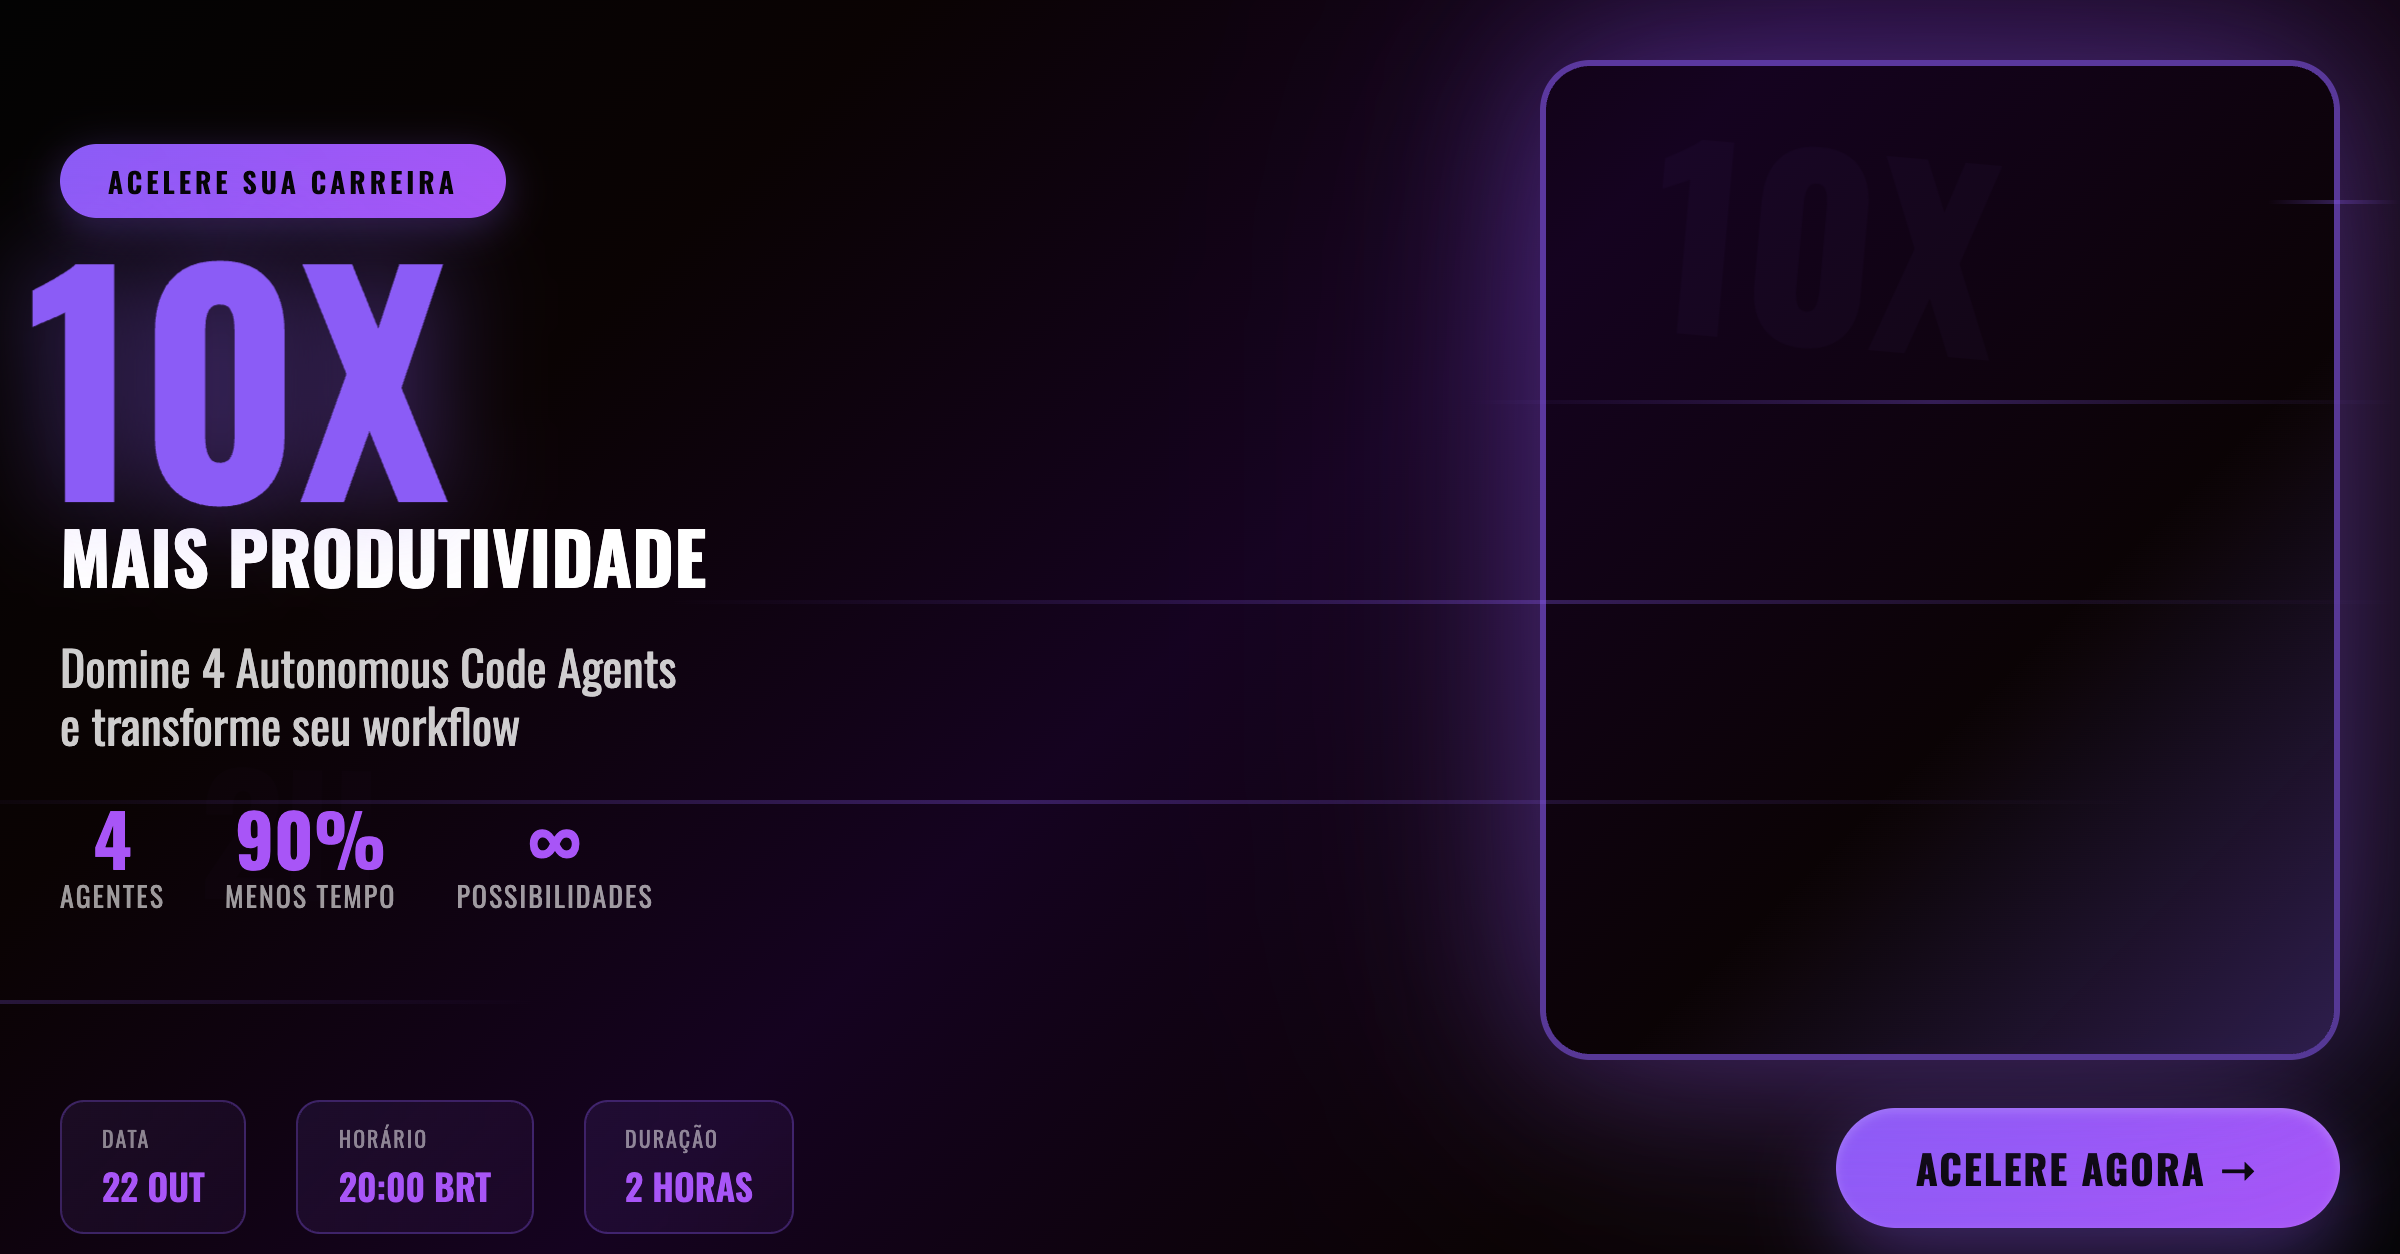 ACELERE SUA CARREIRA
10X
10X
MAIS PRODUTIVIDADE
Domine 4 Autonomous Code Agents
e transforme seu workflow
4
AGENTES
90%
MENOS TEMPO
∞
POSSIBILIDADES
DATA
22 OUT
HORÁRIO
20:00 BRT
DURAÇÃO
2 HORAS
ACELERE AGORA →